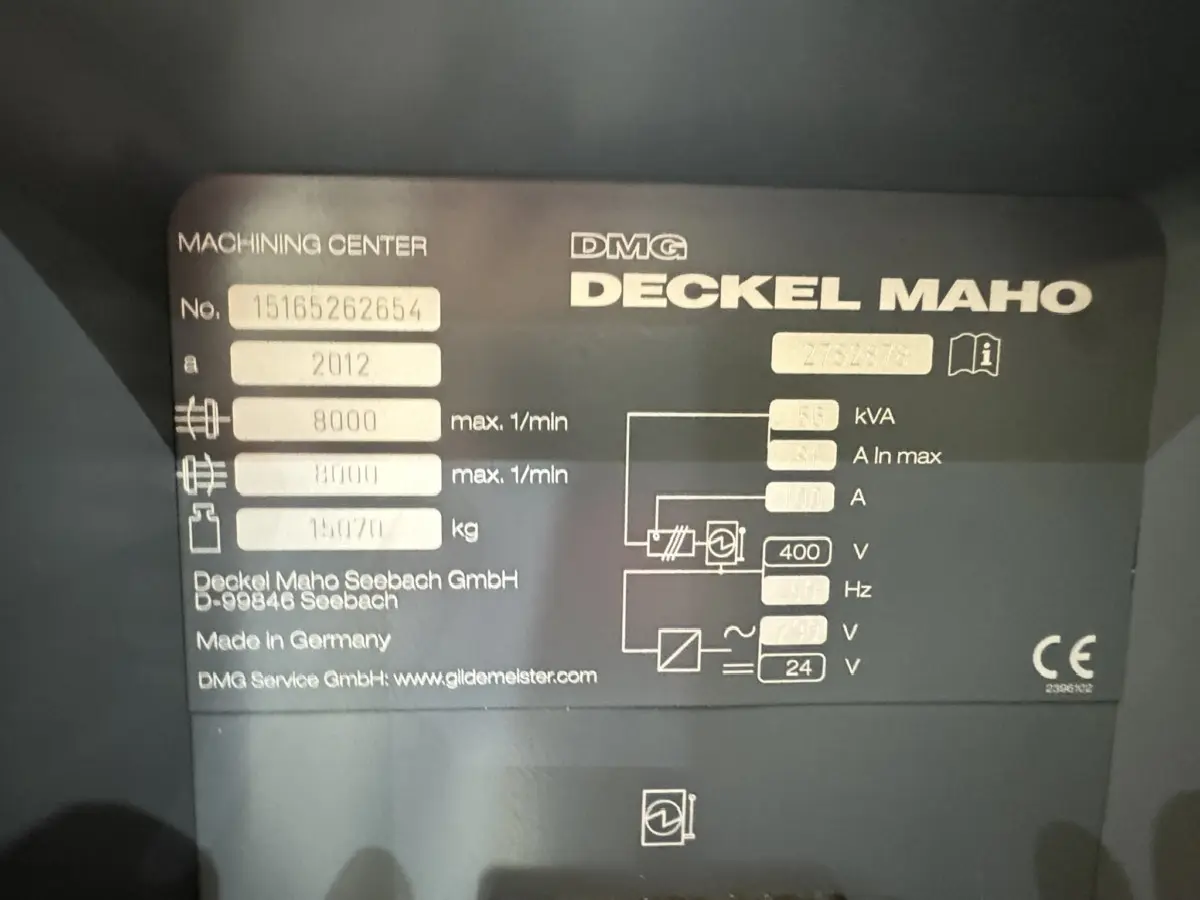 MACHINING CENTER
DMG
DECKEL MAHO
No. 15165262654
a 2012
8000 max. 1/min
8000 max. 1/min
15070 kg
Deckel Maho Seebach GmbH
D-99846 Seebach
Made in Germany
DMG Service GmbH: www.gildemeister.com
i
kVA
A In max
A
400 V
Hz
V
24 V
CE
2396102